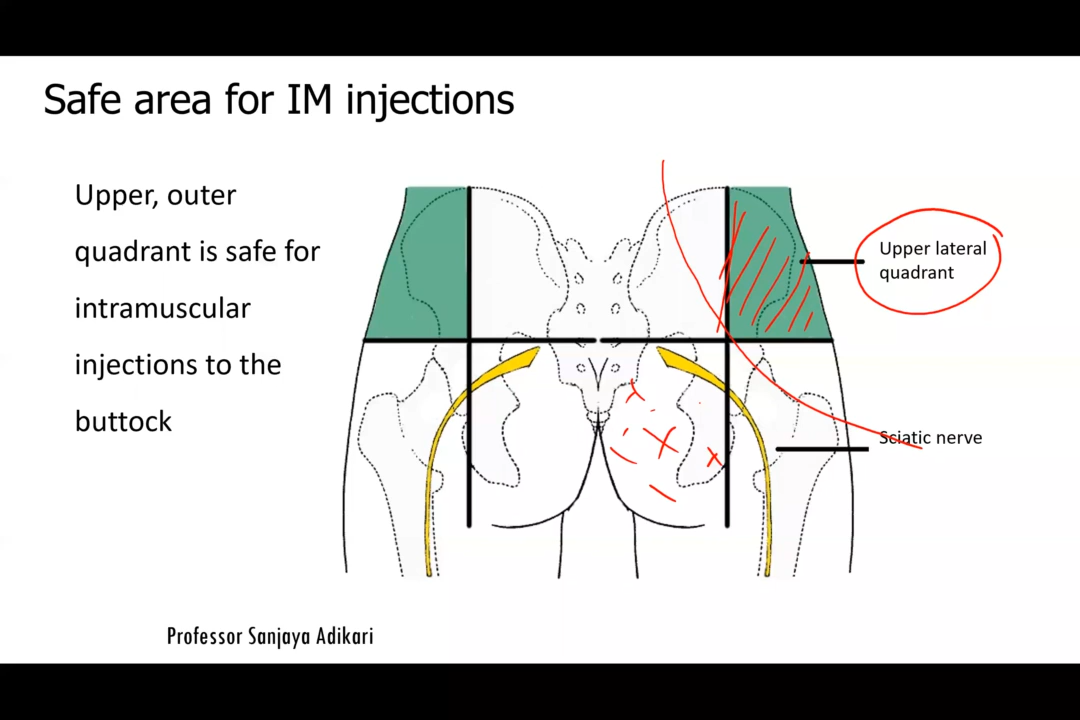 Safe area for IM injections
Upper, outer
quadrant is safe for
intramuscular
injections to the
buttock
Upper lateral
quadrant
Sciatic nerve
Professor Sanjaya Adikari